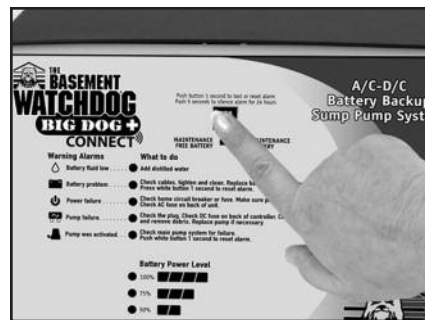 THE
BASEMENT
WATCHDOG
BIG DOG +
CONNECT
Push button 1 second to test or reset alarm
Push 5 seconds to silence alarm for 24 hours
A/C-D/C
Battery Backup
Sump Pump Syst
MAINTENANCE
FREE BATTERY
Warning Alarms What to do
Battery fluid low Add distilled water
Battery problem Check cables, tighten and clean. Replace
Press white button 1 second to reset alarm.
Power failure Check home circuit breaker or fuse. Make sure
Check AC fuse on back of unit.
Pump failure Check the plug. Check DC fuse on back of controller.
and remove debris. Replace pump if necessary
Pump was activated Check main pump system for failure.
Push white button 1 second to reset alarm.
Battery Power Level
100%
75%
50%